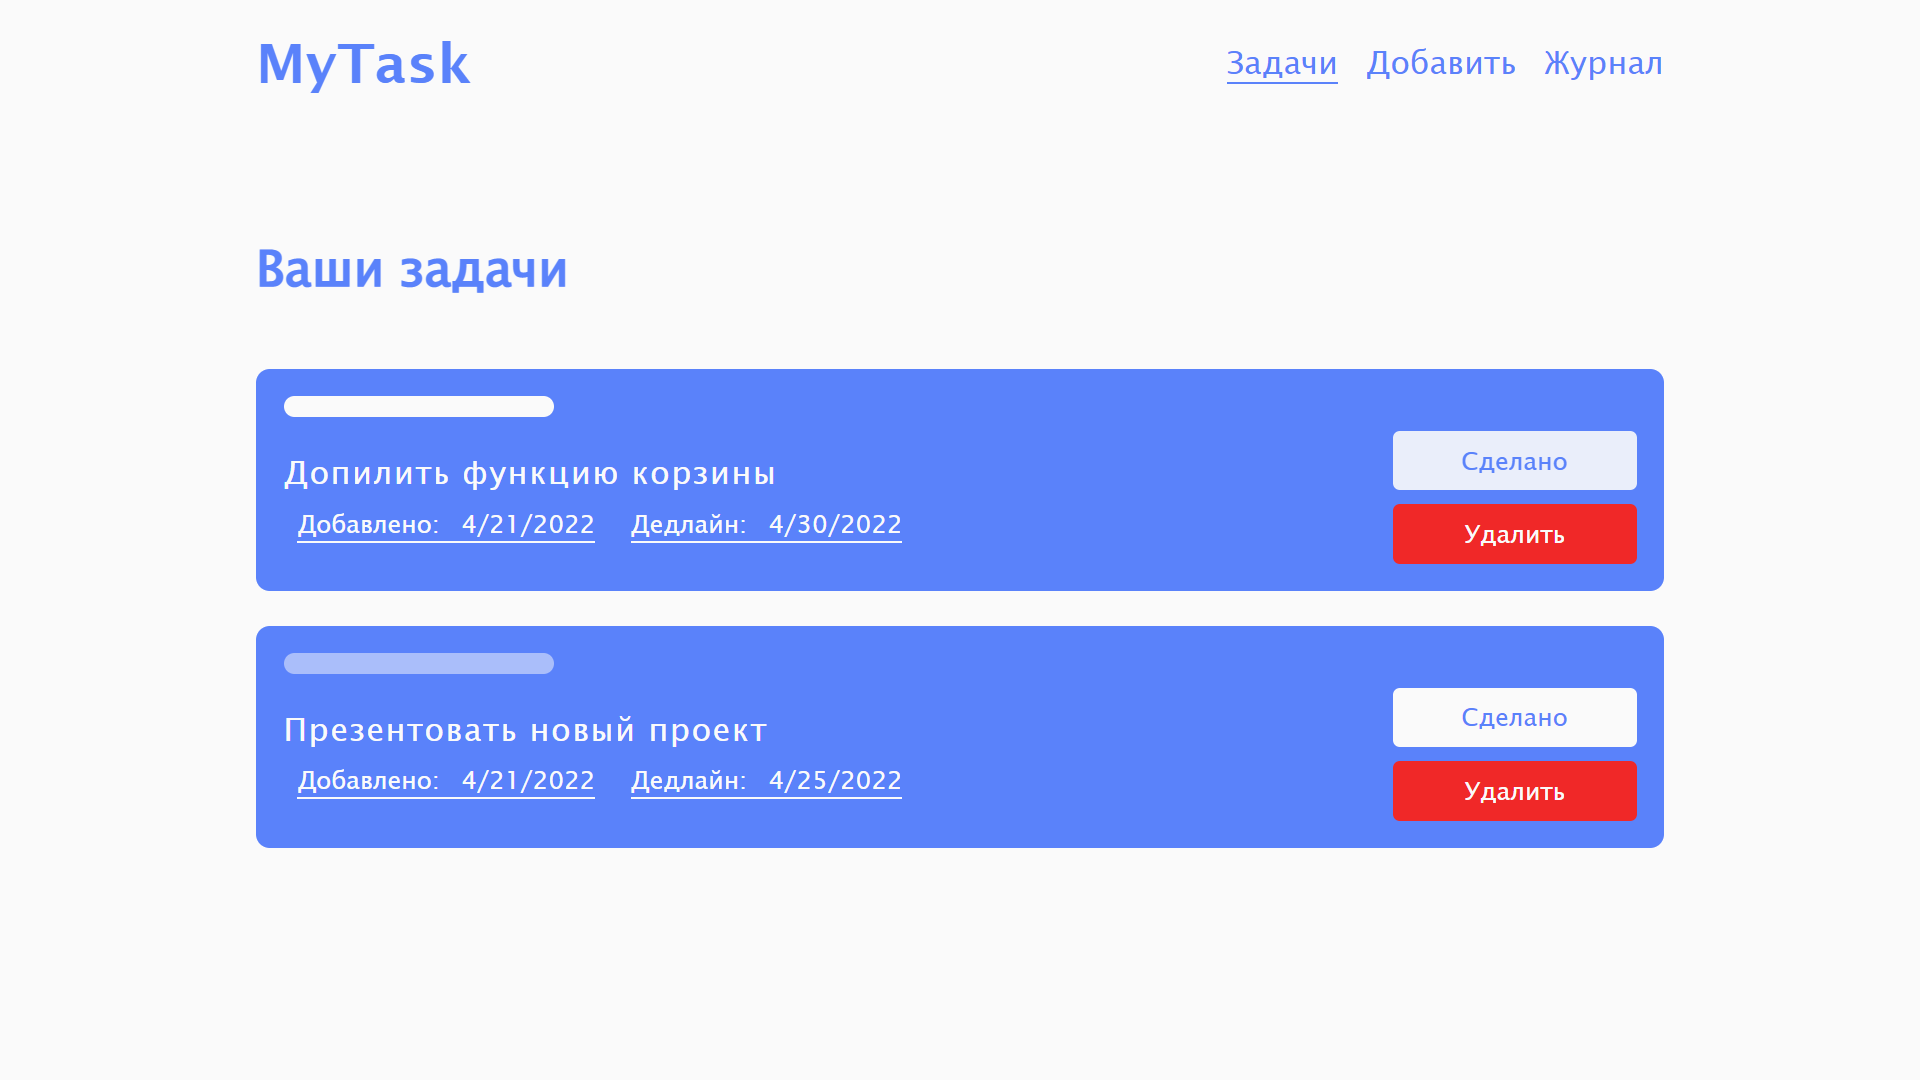 MyTask
Задачи Добавить Журнал
Ваши задачи
Допилить функцию корзины
Добавлено: 4/21/2022 Дедлайн: 4/30/2022
Сделано
Удалить
Презентовать новый проект
Добавлено: 4/21/2022 Дедлайн: 4/25/2022
Сделано
Удалить